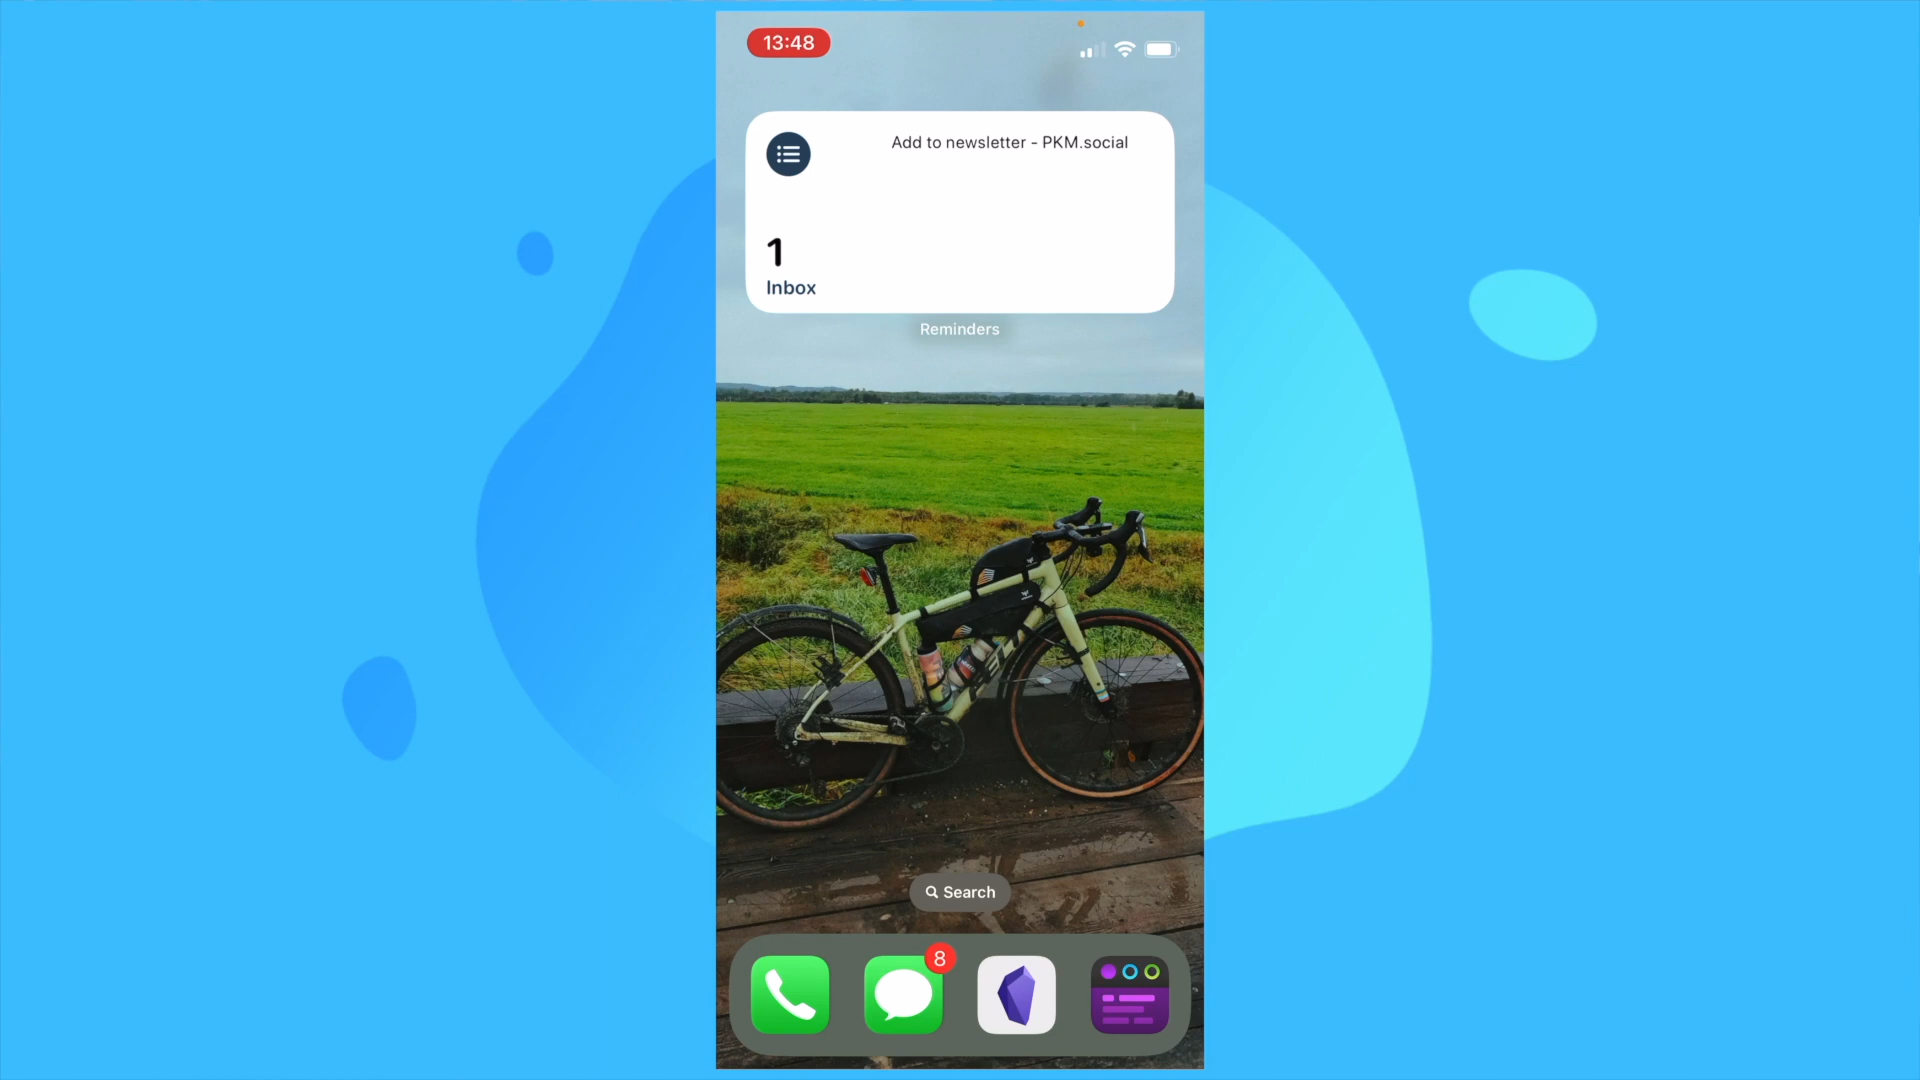 13:48
Add to newsletter - PKM.social
1
Inbox
Reminders
Search
8